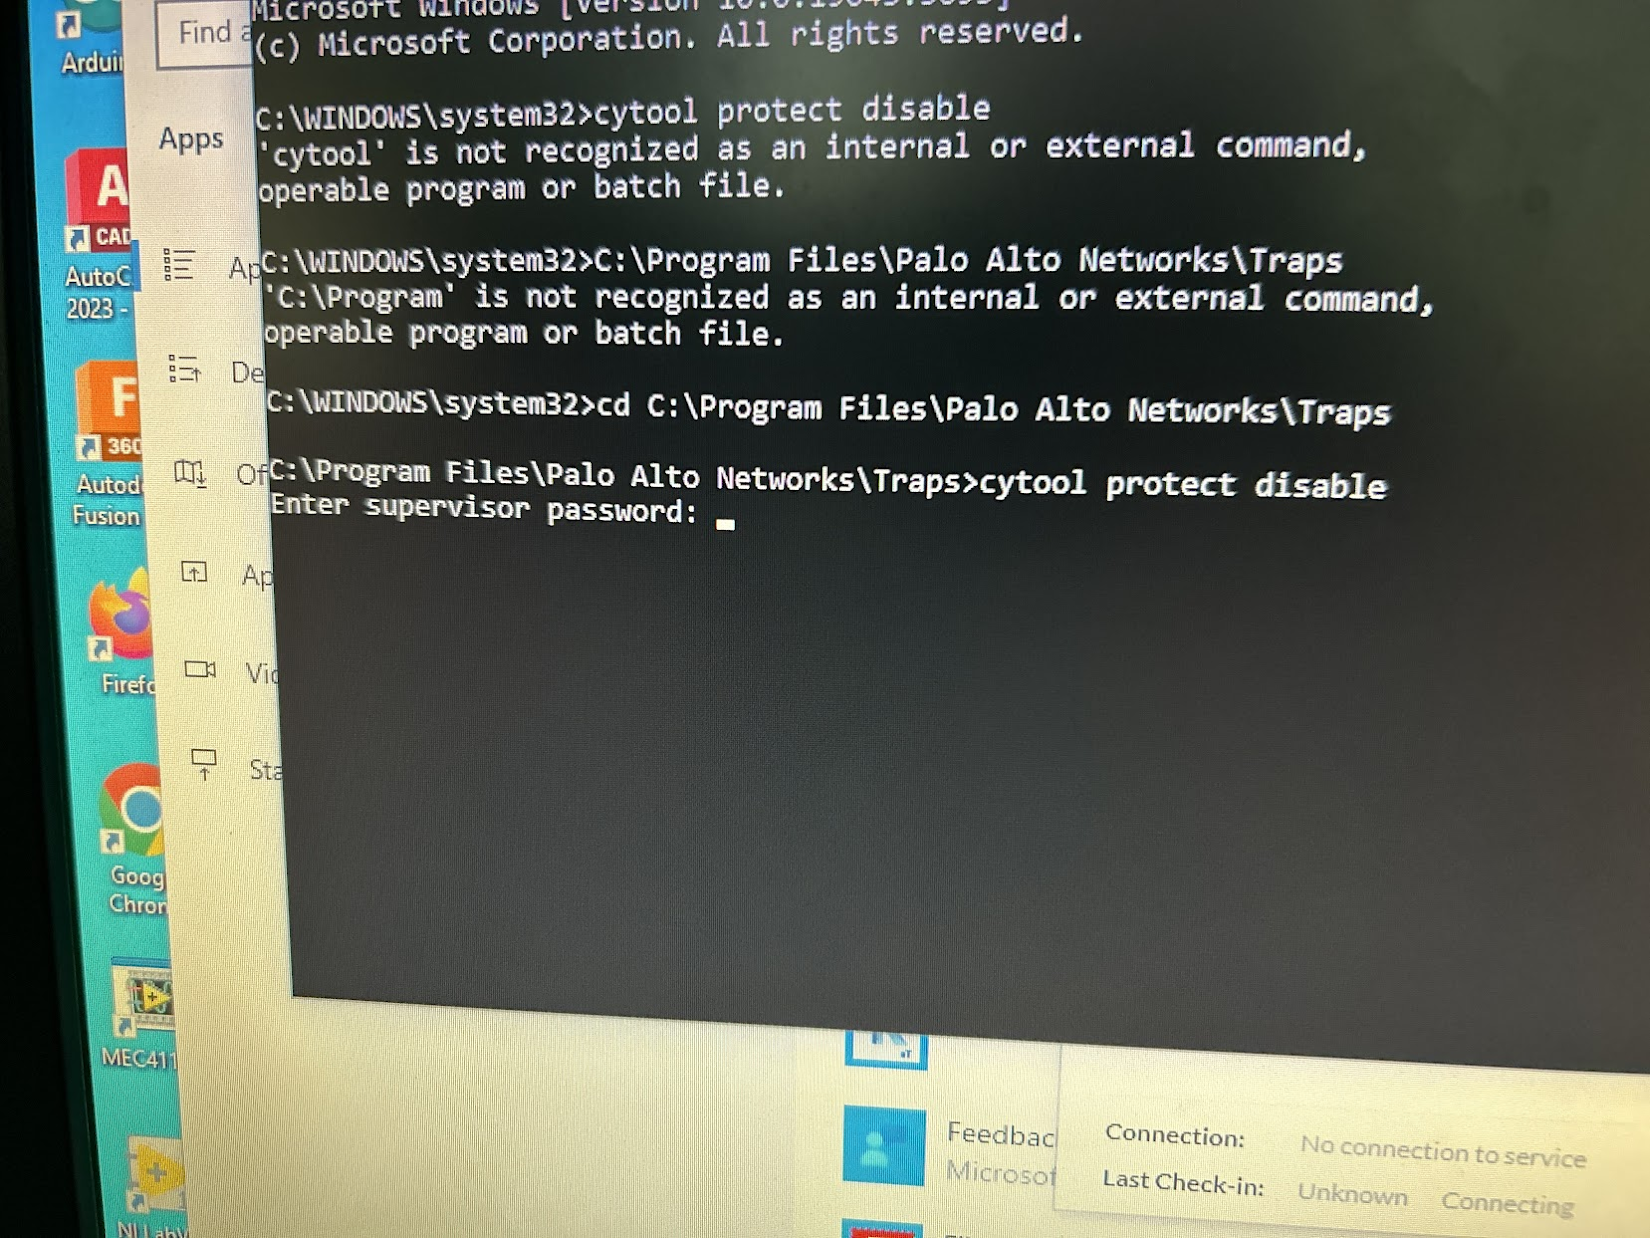 Microsoft Windows [Version
(c) Microsoft Corporation. All rights reserved.
C:\WINDOWS\system32>cytool protect disable
'cytool' is not recognized as an internal or external command,
operable program or batch file.
C:\WINDOWS\system32>C:\Program Files\Palo Alto Networks\Traps
'C:\Program' is not recognized as an internal or external command,
operable program or batch file.
C:\WINDOWS\system32>cd C:\Program Files\Palo Alto Networks\Traps
C:\Program Files\Palo Alto Networks\Traps>cytool protect disable
Enter supervisor password:
Find a
Apps
Ap
De
Of
Ap
Vid
Sta
Arduin
A
CAD
AutoC
2023 -
F
360
Autod
Fusion
Firefo
Goog
Chron
MEC411
NI LabV
Feedbac
Microsof
Connection: No connection to service
Last Check-in: Unknown Connecting